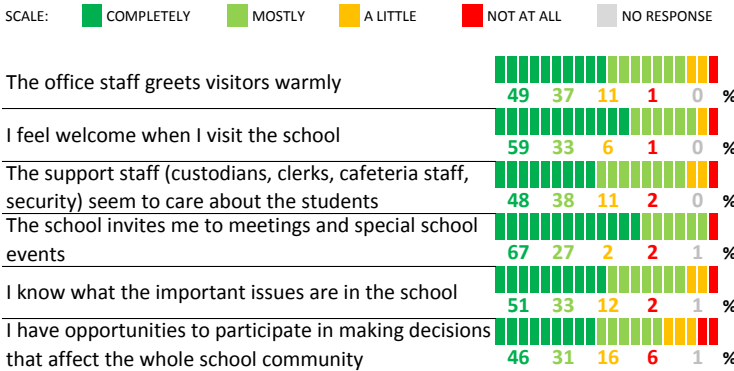 SCALE: COMPLETELY MOSTLY A LITTLE NOT AT ALL NO RESPONSE
The office staff greets visitors warmly
49 37 11 1 0 %
I feel welcome when I visit the school
59 33 6 1 0 %
The support staff (custodians, clerks, cafeteria staff,
security) seem to care about the students
48 38 11 2 0 %
The school invites me to meetings and special school
events
67 27 2 2 1 %
I know what the important issues are in the school
51 33 12 2 1 %
I have opportunities to participate in making decisions
that affect the whole school community
46 31 16 6 1 %